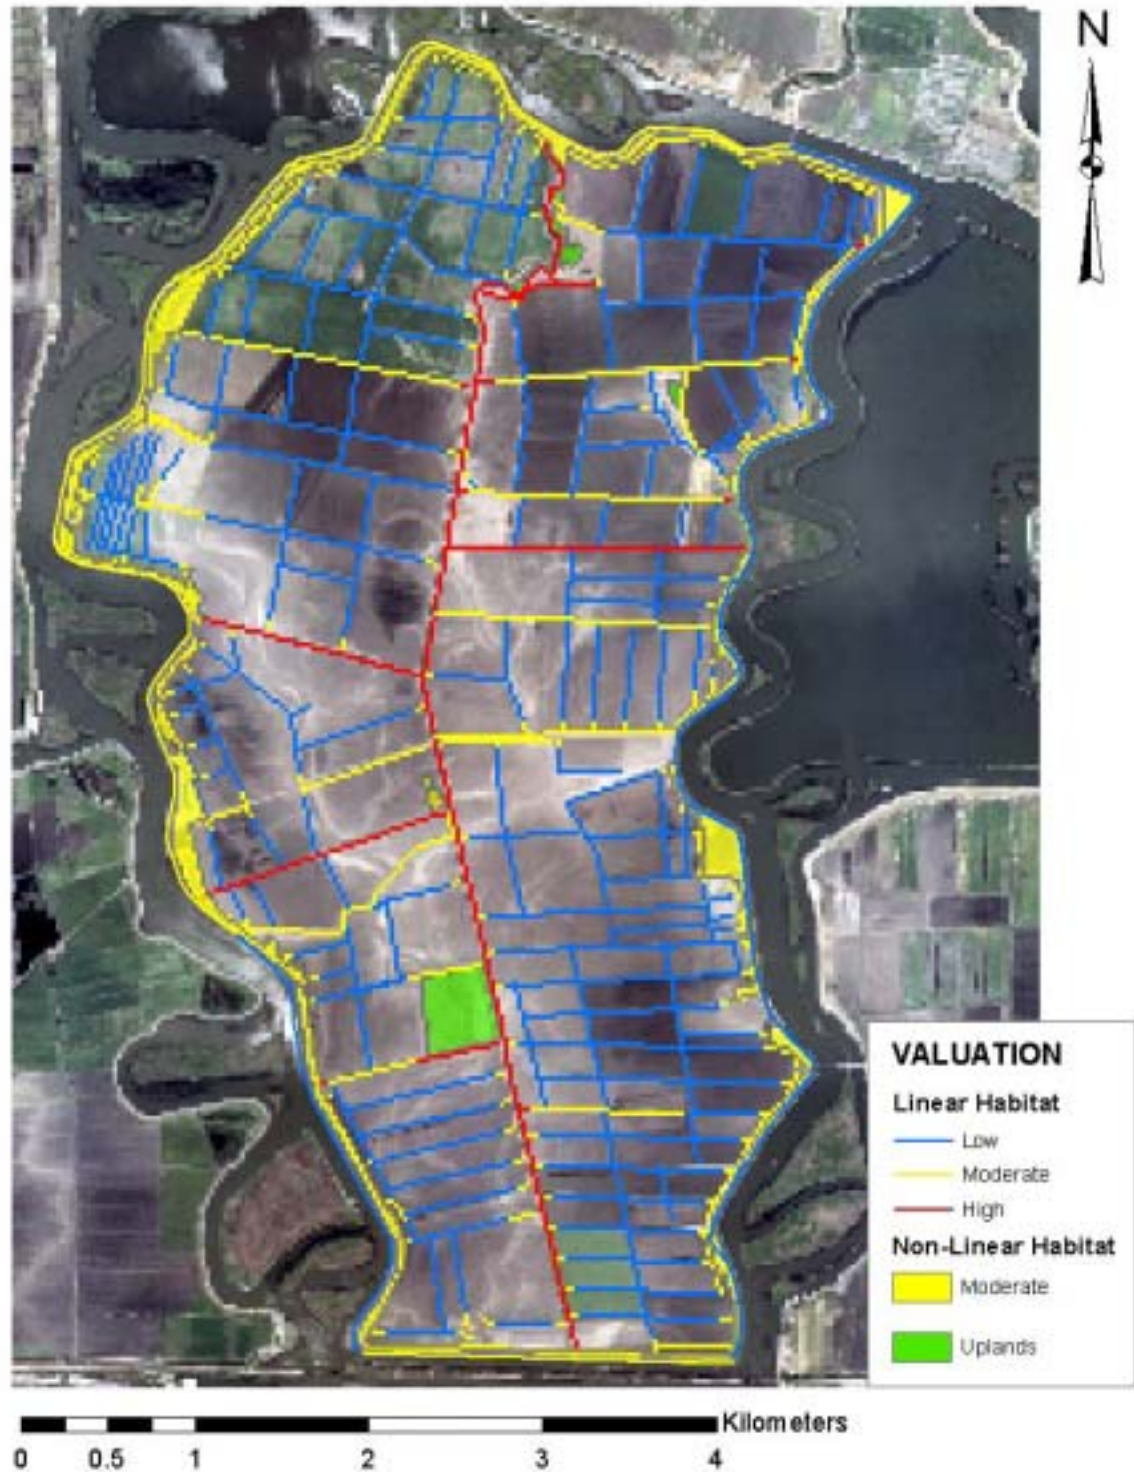 N
VALUATION
Linear Habitat
Low
Moderate
High
Non-Linear Habitat
Moderate
Uplands
Kilometers
0 0.5 1 2 3 4